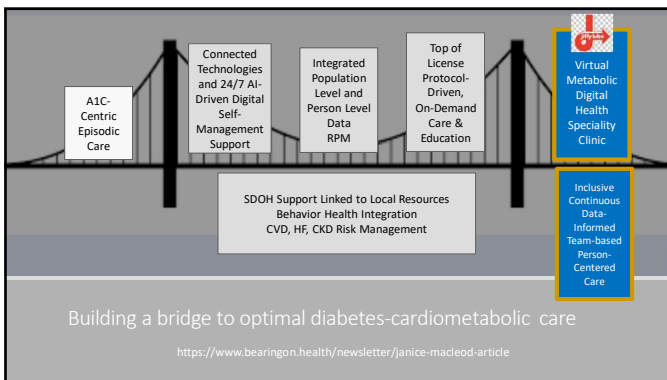 A1C-
Centric
Episodic
Care
Connected
Technologies
and 24/7 AI-
Driven Digital
Self-
Management
Support
Integrated
Population
Level and
Person Level
Data
RPM
Top of
License
Protocol-
Driven,
On-Demand
Care &
Education
Virtual
Metabolic
Digital
Health
Speciality
Clinic
SDOH Support Linked to Local Resources
Behavior Health Integration
CVD, HF, CKD Risk Management
Inclusive
Continuous
Data-
Informed
Team-based
Person-
Centered
Care
Building a bridge to optimal diabetes-cardiometabolic care
https://www.bearingon.health/newsletter/janice-macleod-article